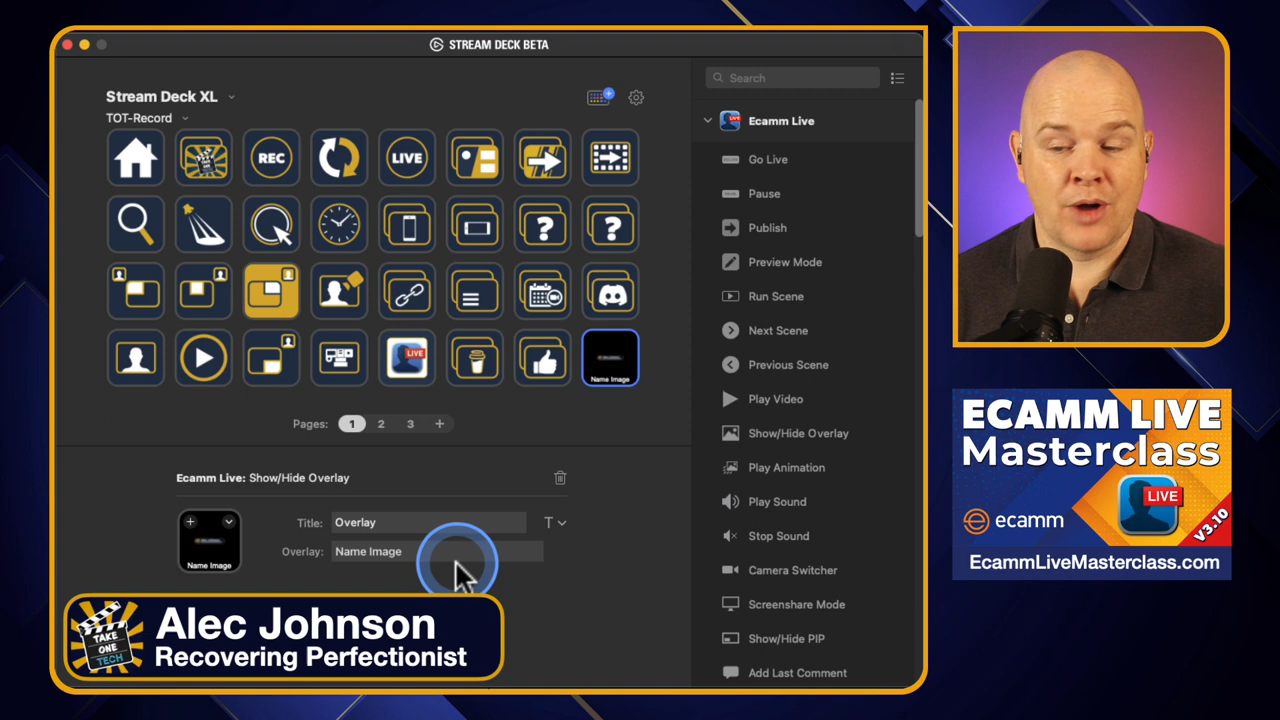 STREAM DECK BETA
Stream Deck XL
TOT-Record
REC
LIVE
?
?
LIVE
Name Image
Pages: 1 2 3 +
Ecamm Live: Show/Hide Overlay
Title: Overlay
T
Overlay: Name Image
Name Image
Search
Ecamm Live
Go Live
Pause
Publish
Preview Mode
Run Scene
Next Scene
Previous Scene
Play Video
Show/Hide Overlay
Play Animation
Play Sound
Stop Sound
Camera Switcher
Screenshare Mode
Show/Hide PIP
Add Last Comment
TAKE
ONE
TECH
Alec Johnson
Recovering Perfectionist
ECAMM LIVE
Masterclass
LIVE
ecamm
v3.10
EcammLiveMasterclass.com